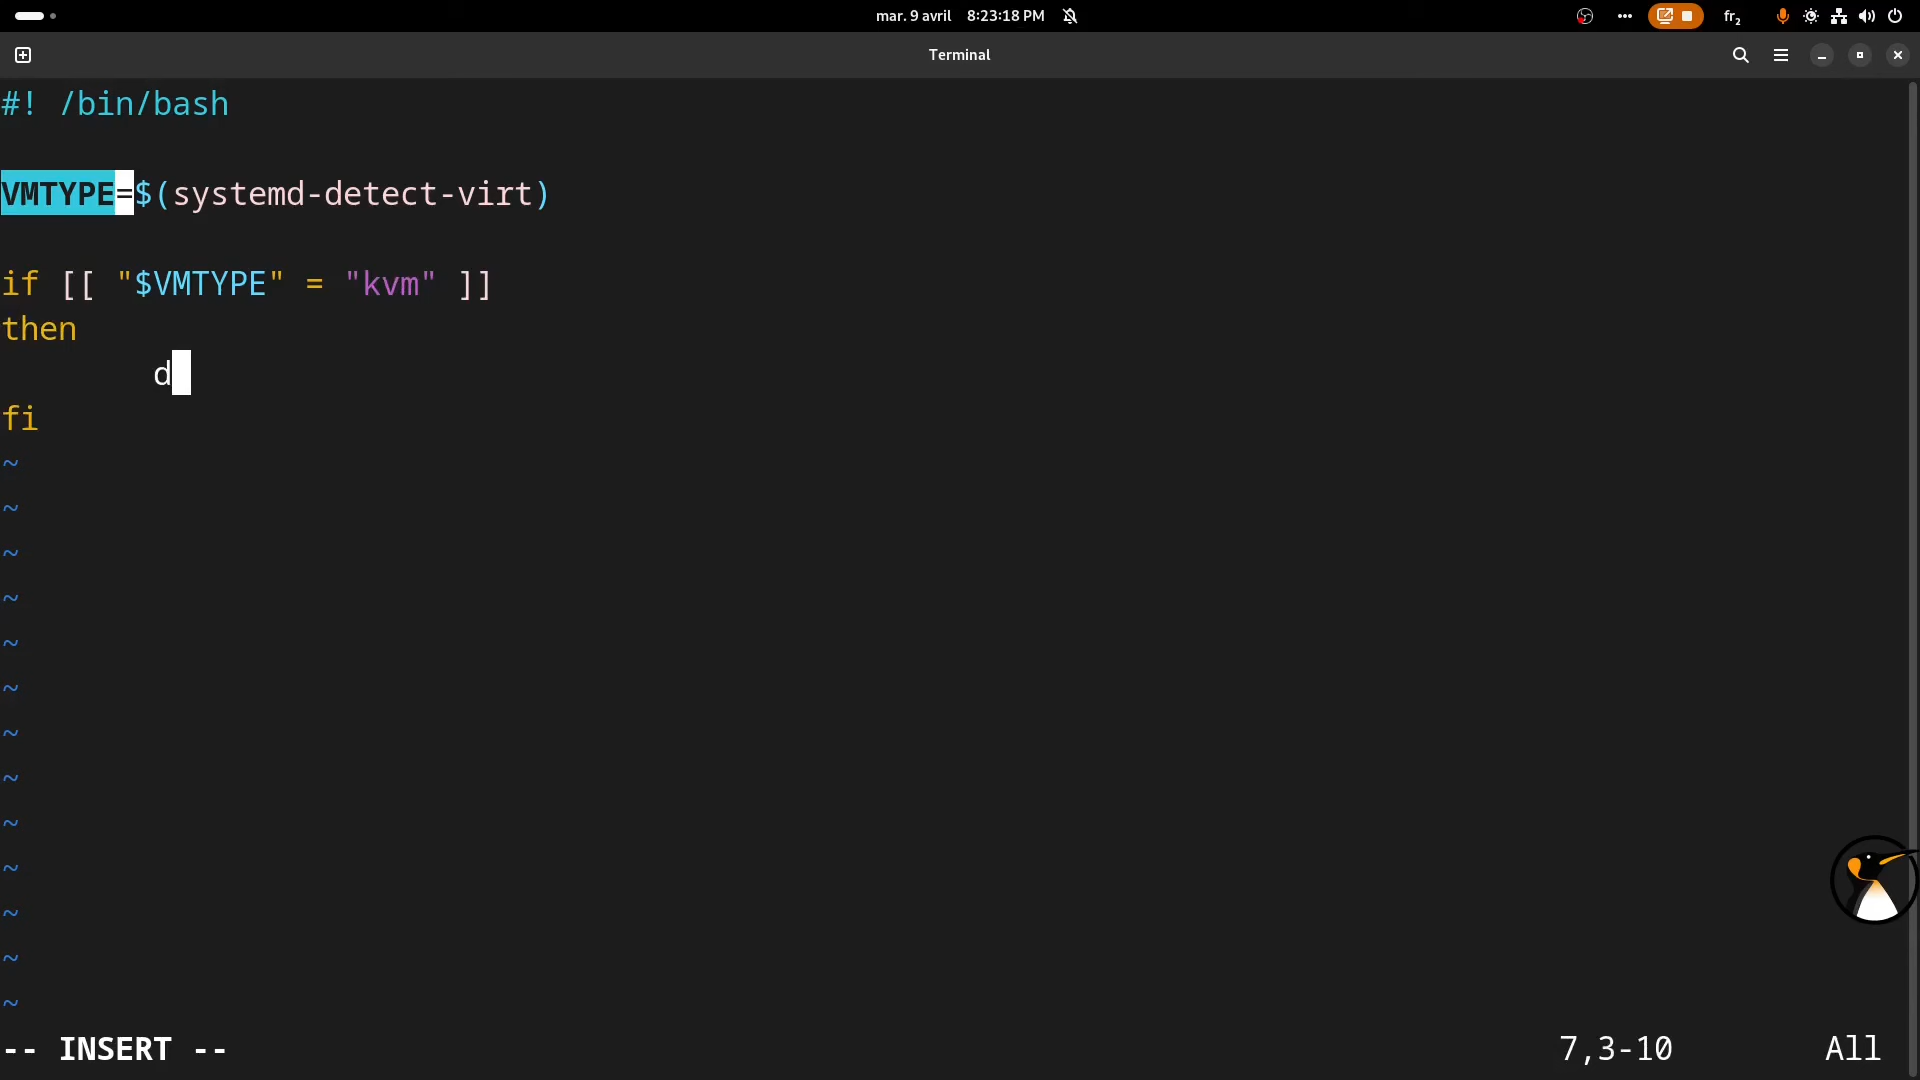 mar. 9 avril 8:23:18 PM
fr₂
Terminal
#! /bin/bash
VMTYPE=$(systemd-detect-virt)
if [[ "$VMTYPE" = "kvm" ]]
then
d
fi
~
~
~
~
~
~
~
~
~
~
~
~
~
-- INSERT -- 7,3-10 All